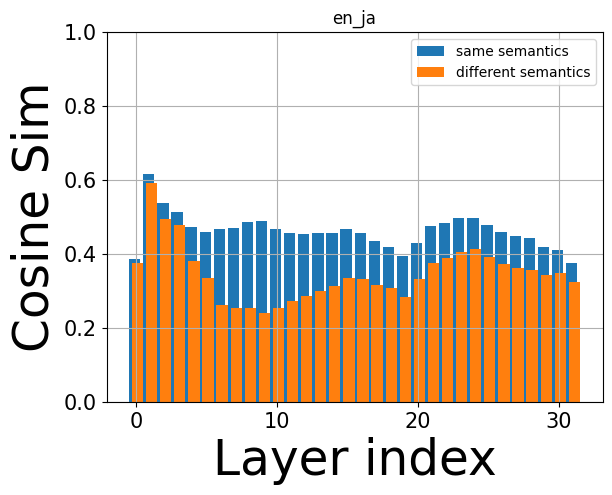 en_ja
same semantics
different semantics
Cosine Sim
1.0
0.8
0.6
0.4
0.2
0.0
0 10 20 30
Layer index